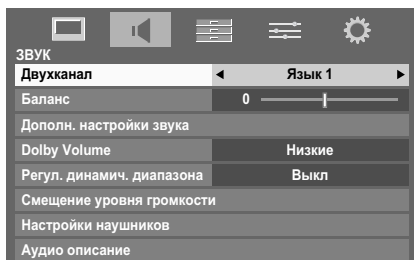 ЗВУК
Двухканал ◄ Язык 1 ►
Баланс 0
Дополн. настройки звука
Dolby Volume Низкие
Регул. динамич. диапазона Выкл
Смещение уровня громкости
Настройки наушников
Аудио описание